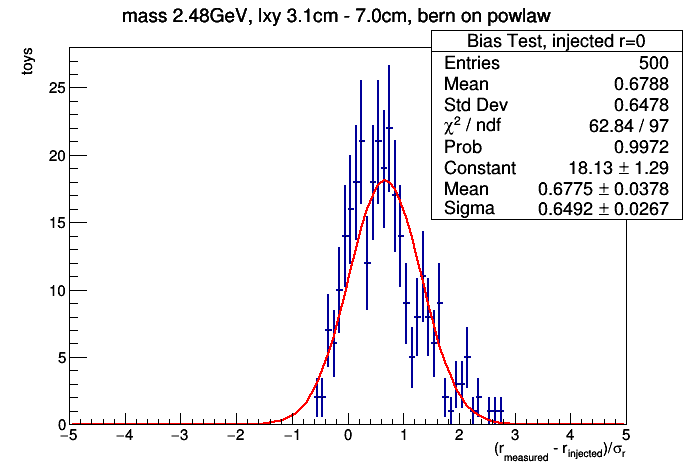 mass 2.48GeV, lxy 3.1cm - 7.0cm, bern on powlaw
Bias Test, injected r=0
Entries 500
Mean 0.6788
Std Dev 0.6478
χ² / ndf 62.84 / 97
Prob 0.9972
Constant 18.13 ± 1.29
Mean 0.6775 ± 0.0378
Sigma 0.6492 ± 0.0267
toys
25
20
15
10
5
0
−5 −4 −3 −2 −1 0 1 2 3 4 5
(r_measured - r_injected)/σ_r